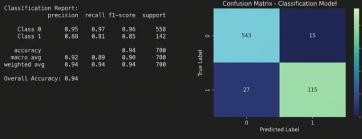 Classification Report:
precision recall f1-score support
Class 0 0.95 0.97 0.96 558
Class 1 0.88 0.81 0.85 142
accuracy 0.94 700
macro avg 0.92 0.89 0.90 700
weighted avg 0.94 0.94 0.94 700
Overall Accuracy: 0.94
Confusion Matrix - Classification Model
True Label
0
543
15
1
27
115
0 1
Predicted Label